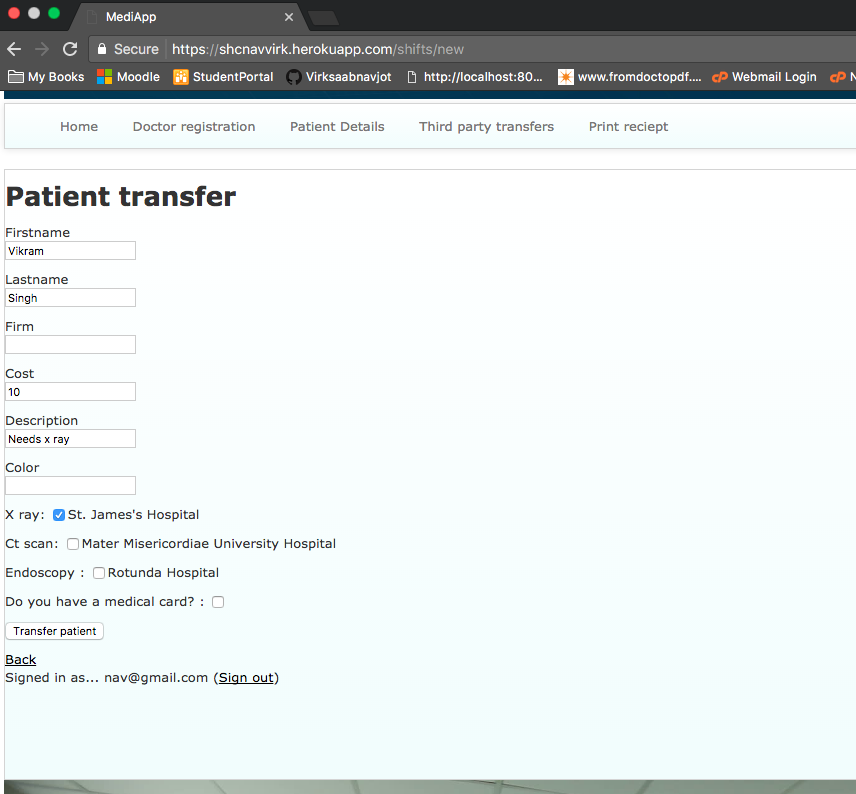 MediApp
Secure https://shcnavvirk.herokuapp.com/shifts/new
My Books Moodle StudentPortal Virksaabnavjot http://localhost:80... www.fromdoctopdf.... cP Webmail Login cP N
Home Doctor registration Patient Details Third party transfers Print reciept
Patient transfer
Firstname
Vikram
Lastname
Singh
Firm
Cost
10
Description
Needs x ray
Color
X ray: St. James's Hospital
Ct scan: Mater Misericordiae University Hospital
Endoscopy : Rotunda Hospital
Do you have a medical card? :
Transfer patient
Back
Signed in as... nav@gmail.com (Sign out)